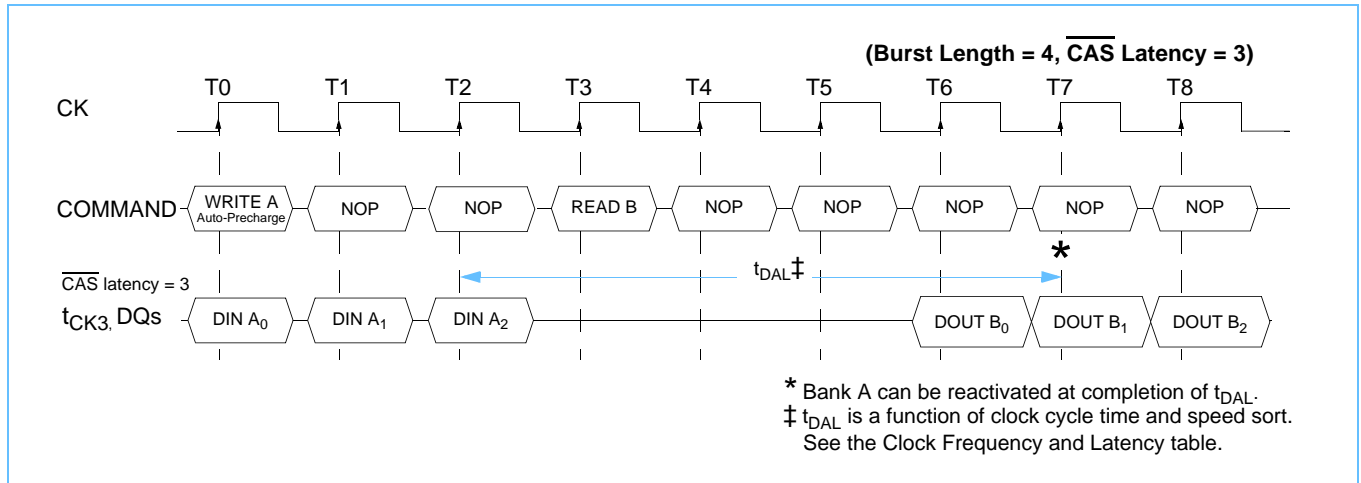 (Burst Length = 4, CAS Latency = 3)
T0 T1 T2 T3 T4 T5 T6 T7 T8
CK
COMMAND WRITE A Auto-Precharge NOP NOP READ B NOP NOP NOP NOP NOP
*
tDAL‡
CAS latency = 3
tCK3, DQs DIN A0 DIN A1 DIN A2 DOUT B0 DOUT B1 DOUT B2
* Bank A can be reactivated at completion of tDAL.
‡ tDAL is a function of clock cycle time and speed sort.
See the Clock Frequency and Latency table.